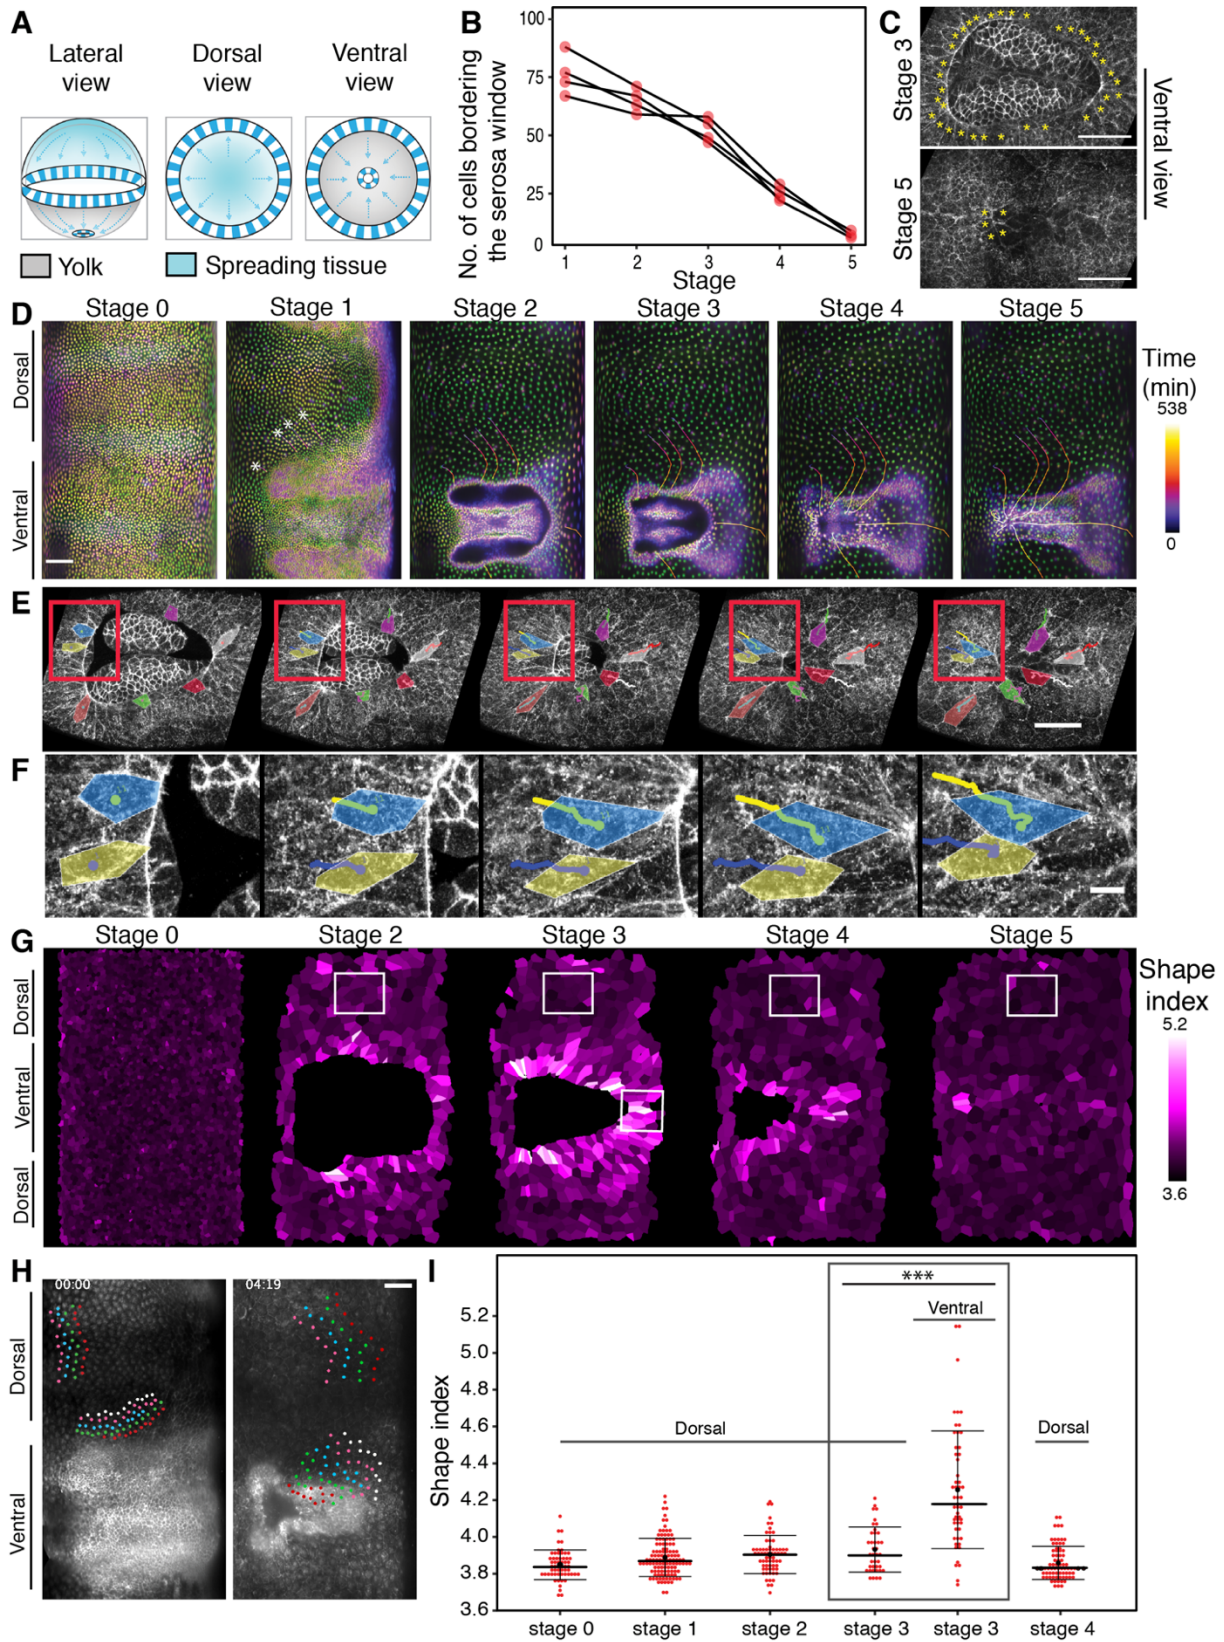 A
Lateral view
Dorsal view
Ventral view
Yolk
Spreading tissue
B
No. of cells bordering
the serosa window
100
75
50
25
0
1 2 3 4 5
Stage
C
Stage 3
Stage 5
Ventral view
D
Stage 0 Stage 1 Stage 2 Stage 3 Stage 4 Stage 5
Dorsal
Ventral
Time
(min)
538
0
E
F
G
Stage 0 Stage 2 Stage 3 Stage 4 Stage 5
Dorsal
Ventral
Dorsal
Shape
index
5.2
3.6
H
00:00
04:19
Dorsal
Ventral
I
Shape index
5.2
5.0
4.8
4.6
4.4
4.2
4.0
3.8
3.6
***
Ventral
Dorsal
Dorsal
stage 0 stage 1 stage 2 stage 3 stage 3 stage 4